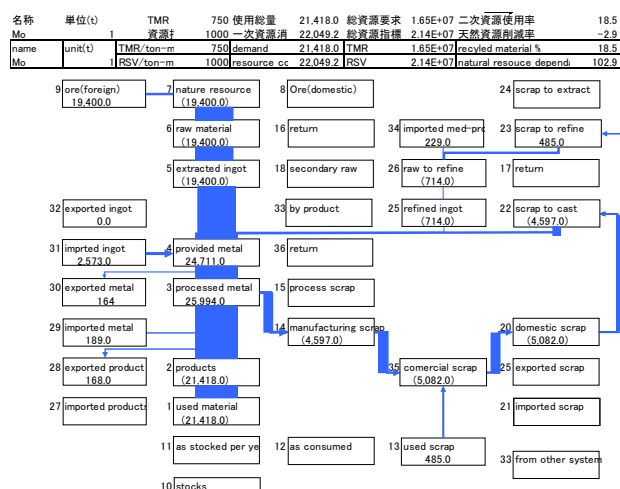 名称 単位(t) TMR 750 使用総量 21,418.0 総資源要求 1.65E+07 二次資源使用率 18.5
Mo 1 資源 1000 一次資源消 22,049.2 総資源指標 2.14E+07 天然資源削減率 -2.9
name unit(t) TMR/ton-m 750 demand 21,418.0 TMR 1.65E+07 recyled material % 18.5
Mo 1 RSV/ton-m 1000 resource cc 22,049.2 RSV 2.14E+07 natural resouce depend 102.9
9 ore(foreign) 7 nature resource 8 Ore(domestic) 24 scrap to extract
19,400.0 (19,400.0)
6 raw material 16 return 34 imported med-pro 23 scrap to refine
(19,400.0) 229.0 485.0
5 extracted ingot 18 secondary raw 26 raw to refine 17 return
(19,400.0) (714.0)
32 exported ingot 33 by product 25 refined ingot 22 scrap to cast
0.0 (714.0) (4,597.0)
31 imprted ingot 4 provided metal 36 return
2,573.0 24,711.0
30 exported metal 3 processed metal 15 process scrap
164 25,994.0
29 imported metal 14 manufacturing scrap 20 domestic scrap
189.0 (4,597.0) (5,082.0)
28 exported product 2 products 35 comercial scrap 25 exported scrap
168.0 (21,418.0) (5,082.0)
27 imported products 1 used material 21 imported scrap
(21,418.0)
11 as stocked per ye 12 as consumed 13 used scrap 33 from other system
485.0
10 stocks